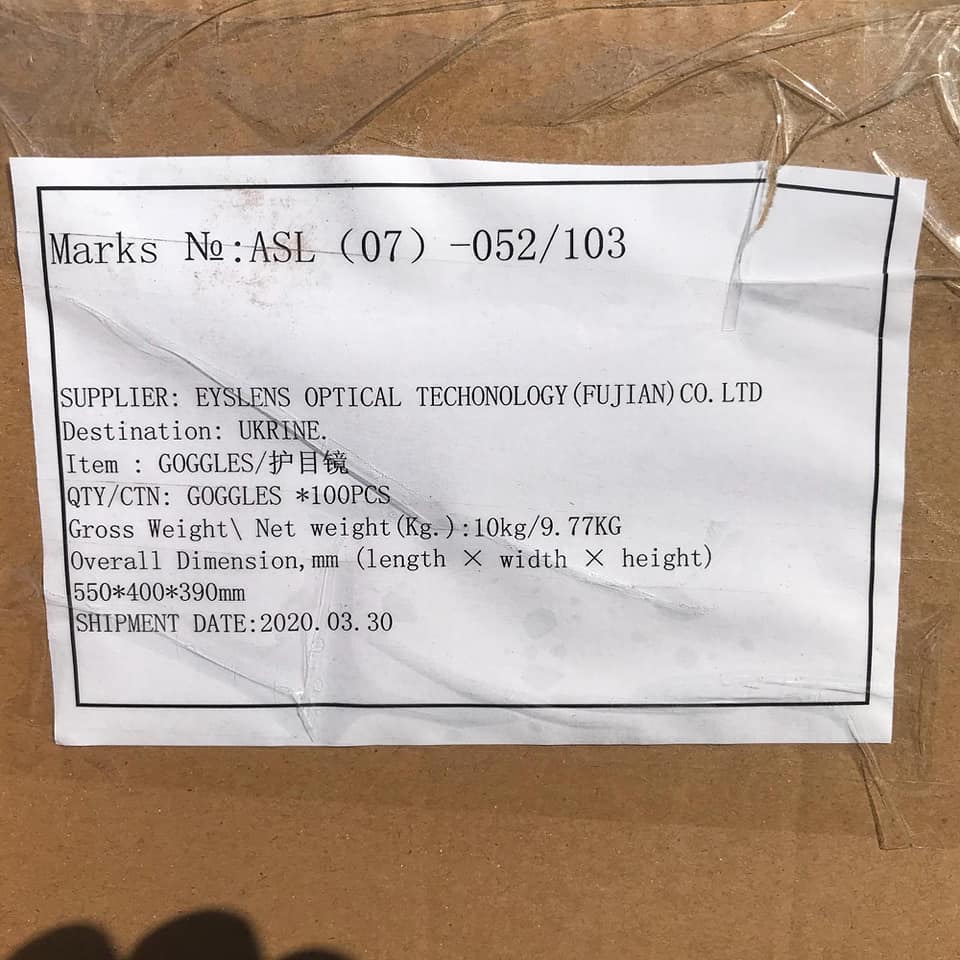 Marks №:ASL（07）-052/103
SUPPLIER: EYSLENS OPTICAL TECHONOLOGY(FUJIAN)CO.LTD
Destination: UKRINE.
Item : GOGGLES/护目镜
QTY/CTN: GOGGLES *100PCS
Gross Weight\ Net weight(Kg.):10kg/9.77KG
Overall Dimension,mm (length × width × height)
550*400*390mm
SHIPMENT DATE:2020.03.30